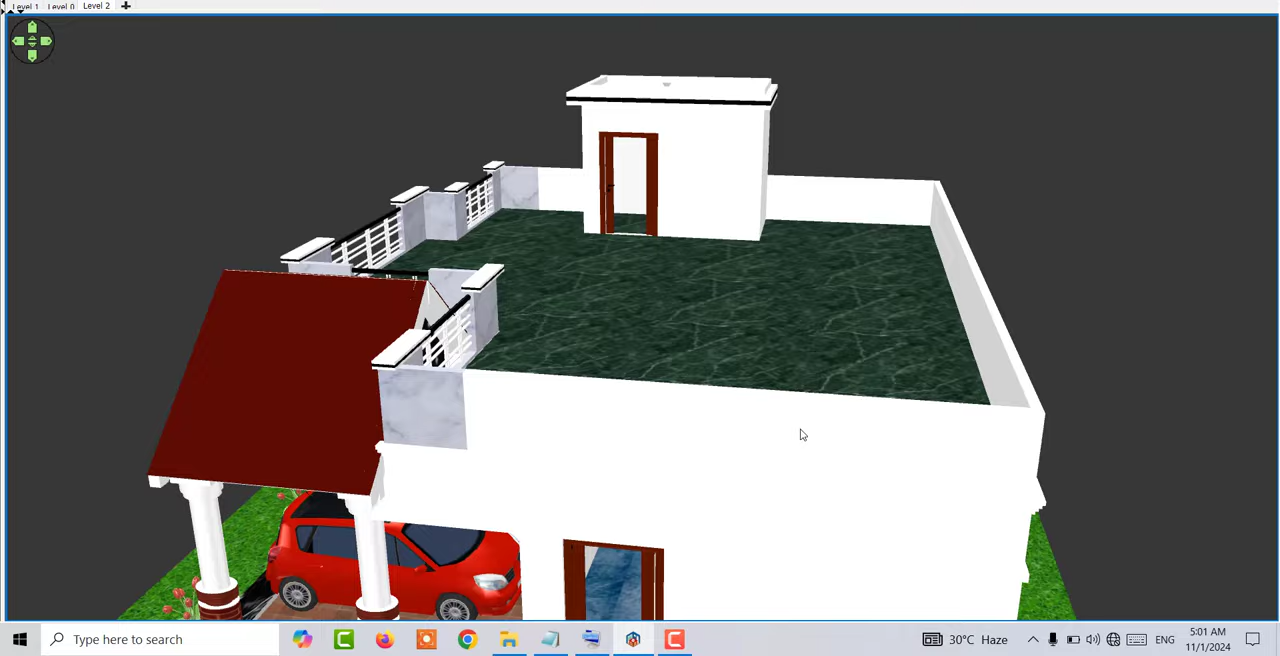 Level 1 Level 0 Level 2
Type here to search
30°C Haze
ENG
5:01 AM
11/1/2024